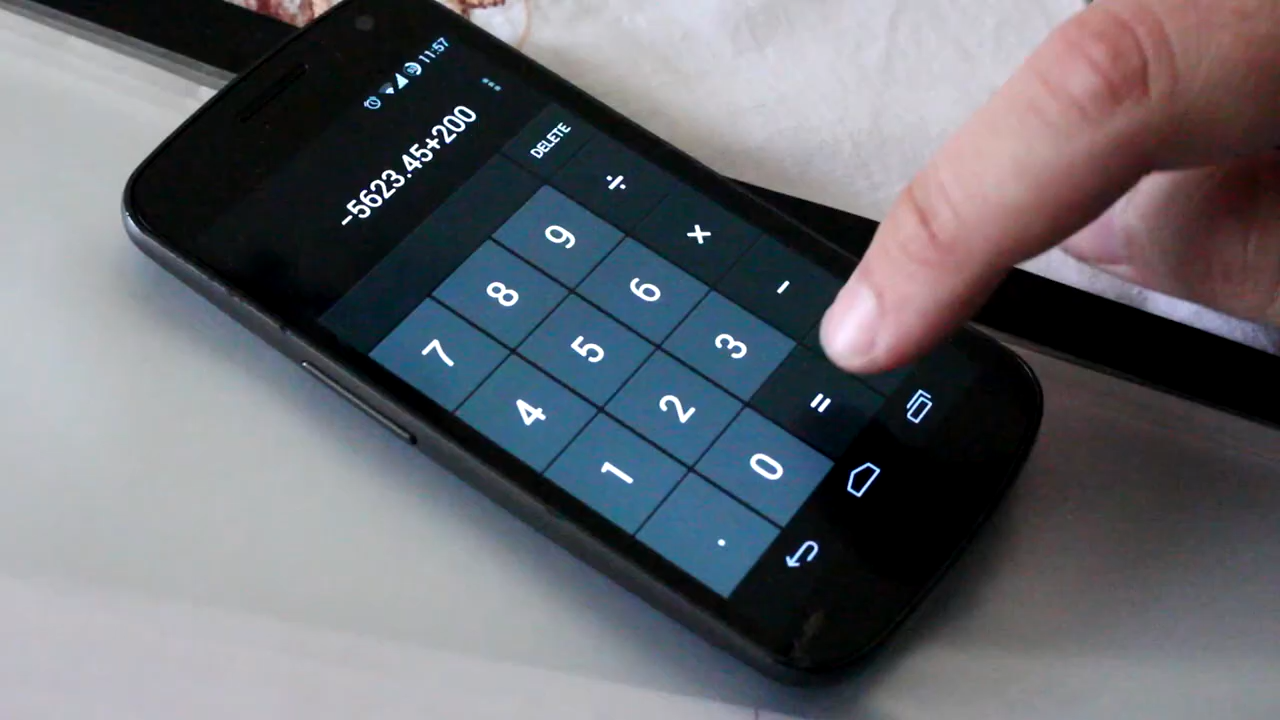 11:57
−5623.45+200
DELETE
÷
7 8 9 ×
4 5 6 −
1 2 3
. 0 =